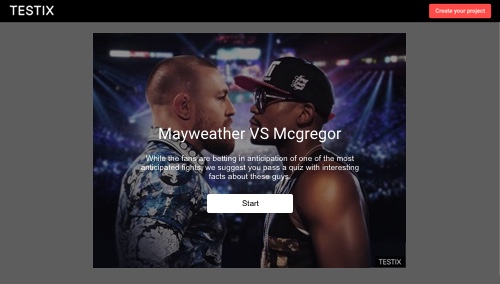 TESTIX
Create your project
Mayweather VS Mcgregor
While the fans are betting in anticipation of one of the most
anticipated fights, we suggest you pass a quiz with interesting
facts about these guys.
Start
TESTIX